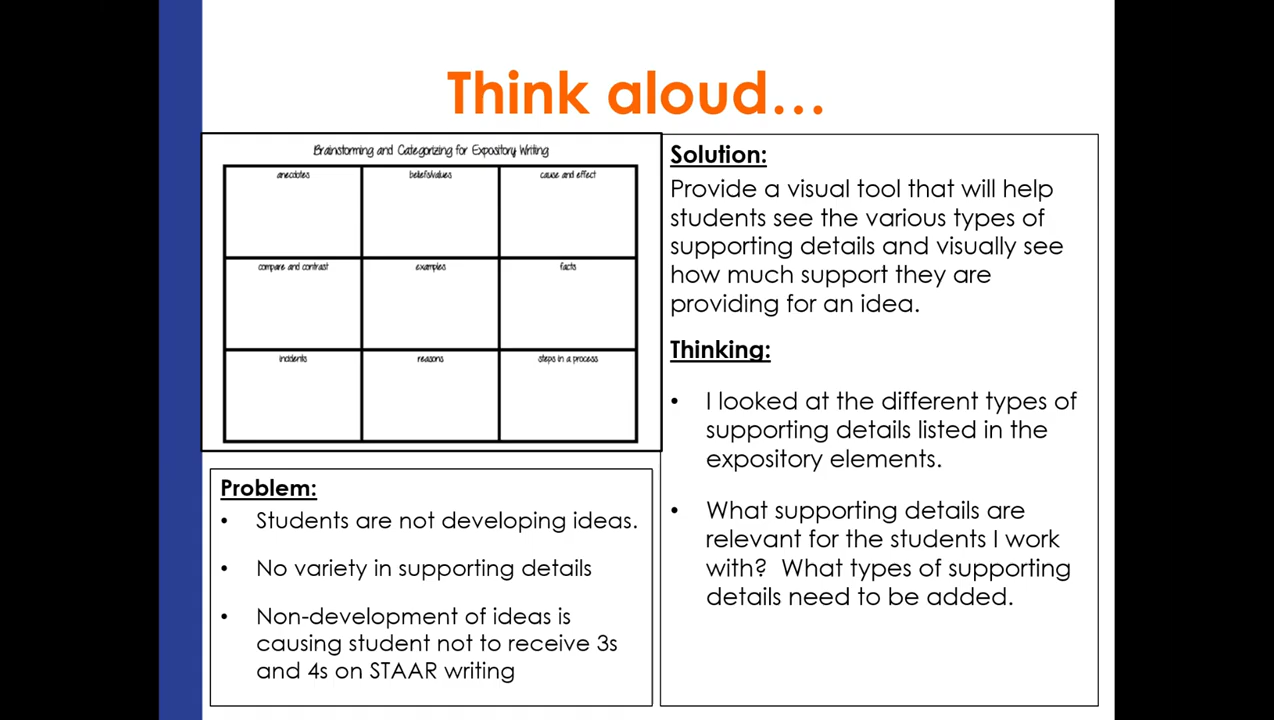 Think aloud...
Brainstorming and Categorizing for Expository Writing
anecdotes
beliefs/values
cause and effect
compare and contrast
examples
facts
incidents
reasons
steps in a process
Problem:
• Students are not developing ideas.
• No variety in supporting details
• Non-development of ideas is
causing student not to receive 3s
and 4s on STAAR writing
Solution:
Provide a visual tool that will help
students see the various types of
supporting details and visually see
how much support they are
providing for an idea.
Thinking:
• I looked at the different types of
supporting details listed in the
expository elements.
• What supporting details are
relevant for the students I work
with?  What types of supporting
details need to be added.